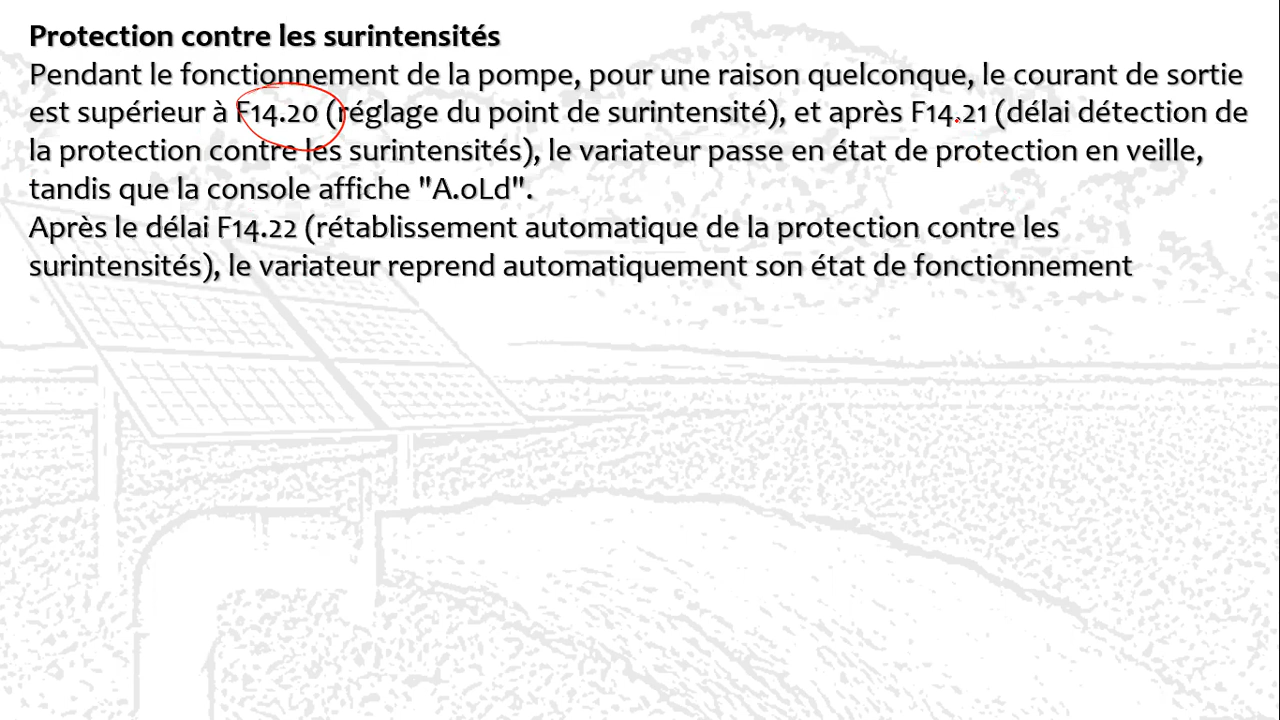 Protection contre les surintensités
Pendant le fonctionnement de la pompe, pour une raison quelconque, le courant de sortie
est supérieur à F14.20 (réglage du point de surintensité), et après F14.21 (délai détection de
la protection contre les surintensités), le variateur passe en état de protection en veille,
tandis que la console affiche "A.oLd".
Après le délai F14.22 (rétablissement automatique de la protection contre les
surintensités), le variateur reprend automatiquement son état de fonctionnement